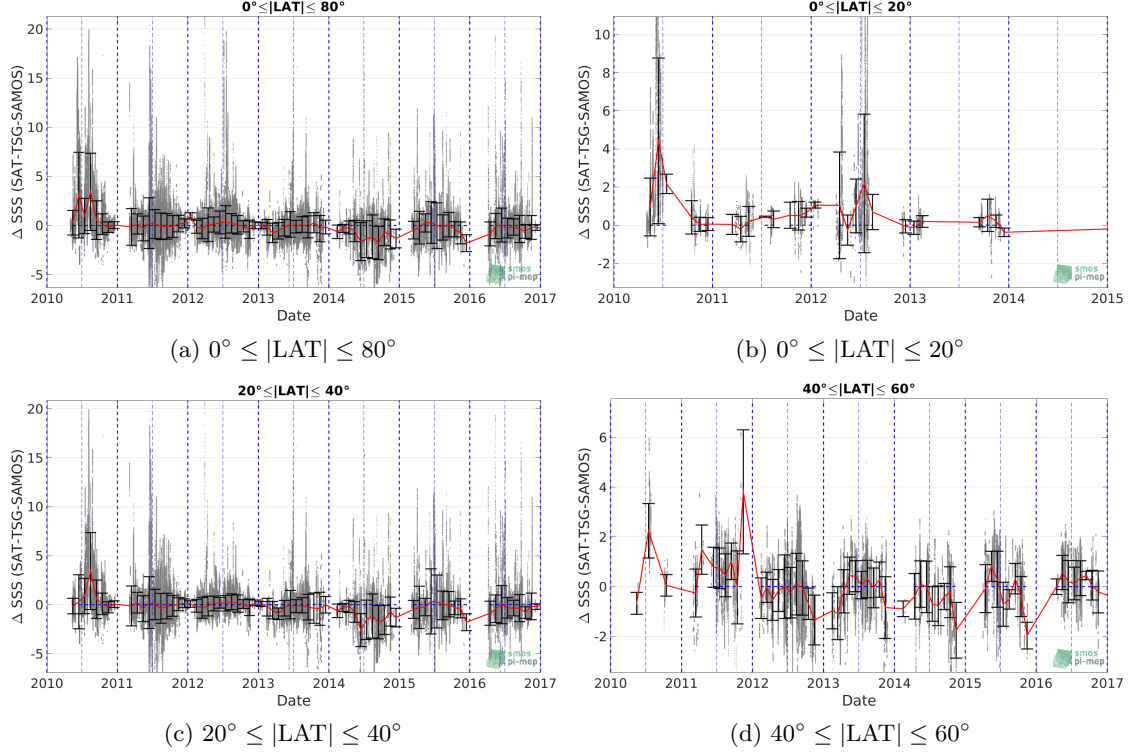 0°≤|LAT|≤ 80°
Δ SSS (SAT-TSG-SAMOS)
20
15
10
5
0
-5
2010 2011 2012 2013 2014 2015 2016 2017
Date
smos
pi-mep
(a) 0° ≤ |LAT| ≤ 80°
0°≤|LAT|≤ 20°
Δ SSS (SAT-TSG-SAMOS)
10
8
6
4
2
0
-2
2010 2011 2012 2013 2014 2015
Date
smos
pi-mep
(b) 0° ≤ |LAT| ≤ 20°
20°≤|LAT|≤ 40°
Δ SSS (SAT-TSG-SAMOS)
20
15
10
5
0
-5
2010 2011 2012 2013 2014 2015 2016 2017
Date
smos
pi-mep
(c) 20° ≤ |LAT| ≤ 40°
40°≤|LAT|≤ 60°
Δ SSS (SAT-TSG-SAMOS)
6
4
2
0
-2
2010 2011 2012 2013 2014 2015 2016 2017
Date
smos
pi-mep
(d) 40° ≤ |LAT| ≤ 60°